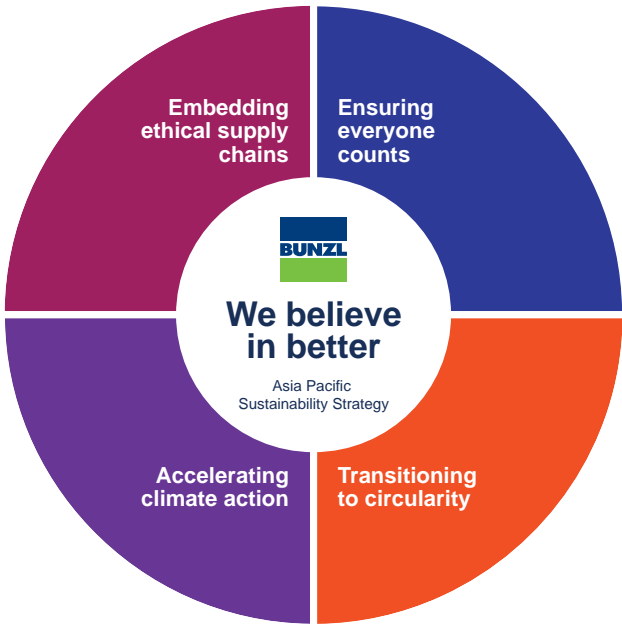 Embedding
ethical supply
chains
Ensuring
everyone
counts
BUNZL
We believe
in better
Asia Pacific
Sustainability Strategy
Accelerating
climate action
Transitioning
to circularity